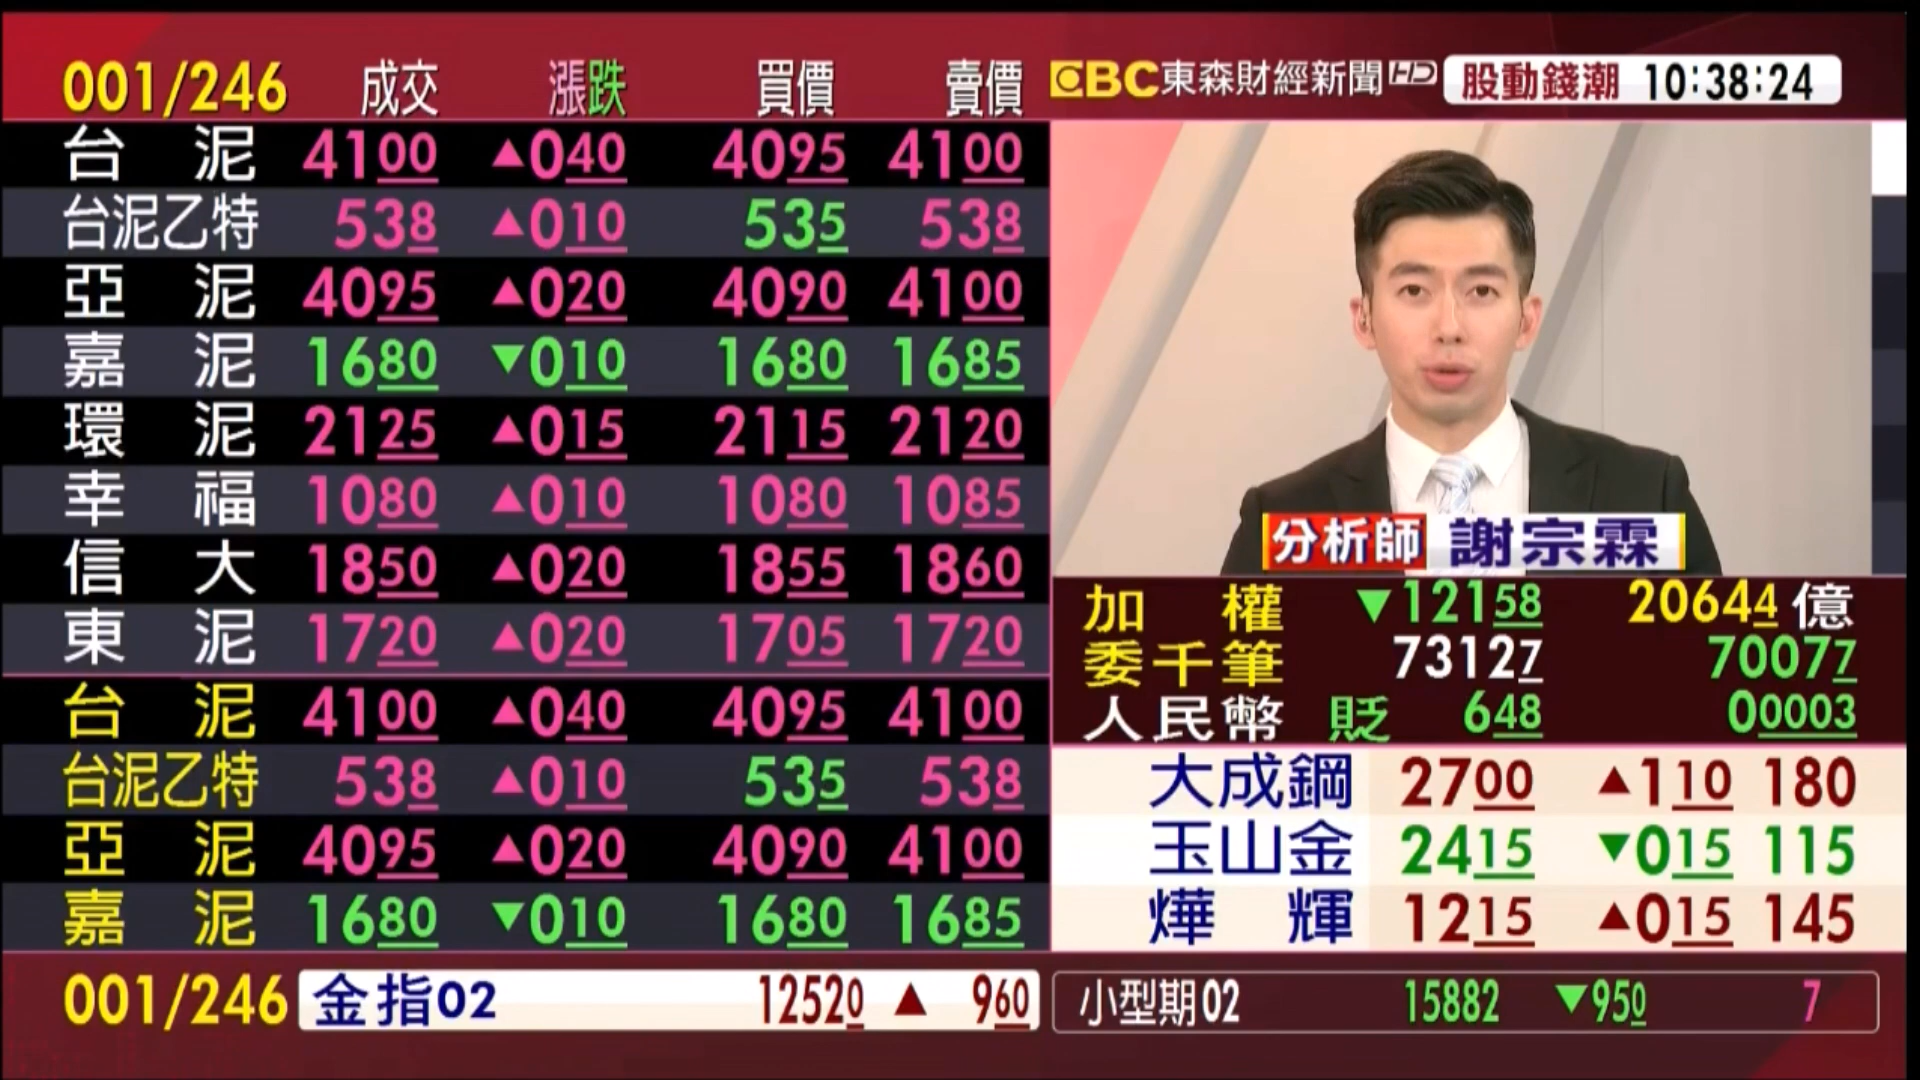 001/246 成交 漲跌 買價 賣價
台泥 4100 ▲040 4095 4100
台泥乙特 538 ▲010 535 538
亞泥 4095 ▲020 4090 4100
嘉泥 1680 ▼010 1680 1685
環泥 2125 ▲015 2115 2120
幸福 1080 ▲010 1080 1085
信大 1850 ▲020 1855 1860
東泥 1720 ▲020 1705 1720
台泥 4100 ▲040 4095 4100
台泥乙特 538 ▲010 535 538
亞泥 4095 ▲020 4090 4100
嘉泥 1680 ▼010 1680 1685
EBC東森財經新聞HD 股動錢潮 10:38:24
分析師 謝宗霖
加權 ▼12158 206444億
委千筆 731277 700777
人民幣 貶 648 00003
大成鋼 2700 ▲110 180
玉山金 2415 ▼015 115
燁輝 1215 ▲015 145
001/246 金指02 12520 ▲ 960
小型期02 15882 ▼950 7